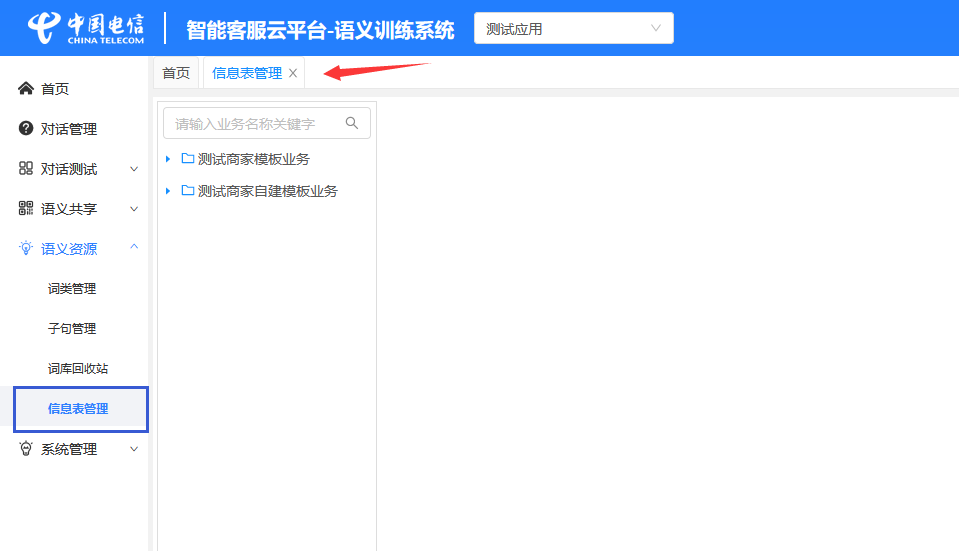 中国电信
CHINA TELECOM
智能客服云平台-语义训练系统
测试应用
首页
对话管理
对话测试
语义共享
语义资源
词类管理
子句管理
词库回收站
信息表管理
系统管理
首页
信息表管理
请输入业务名称关键字
测试商家模板业务
测试商家自建模板业务